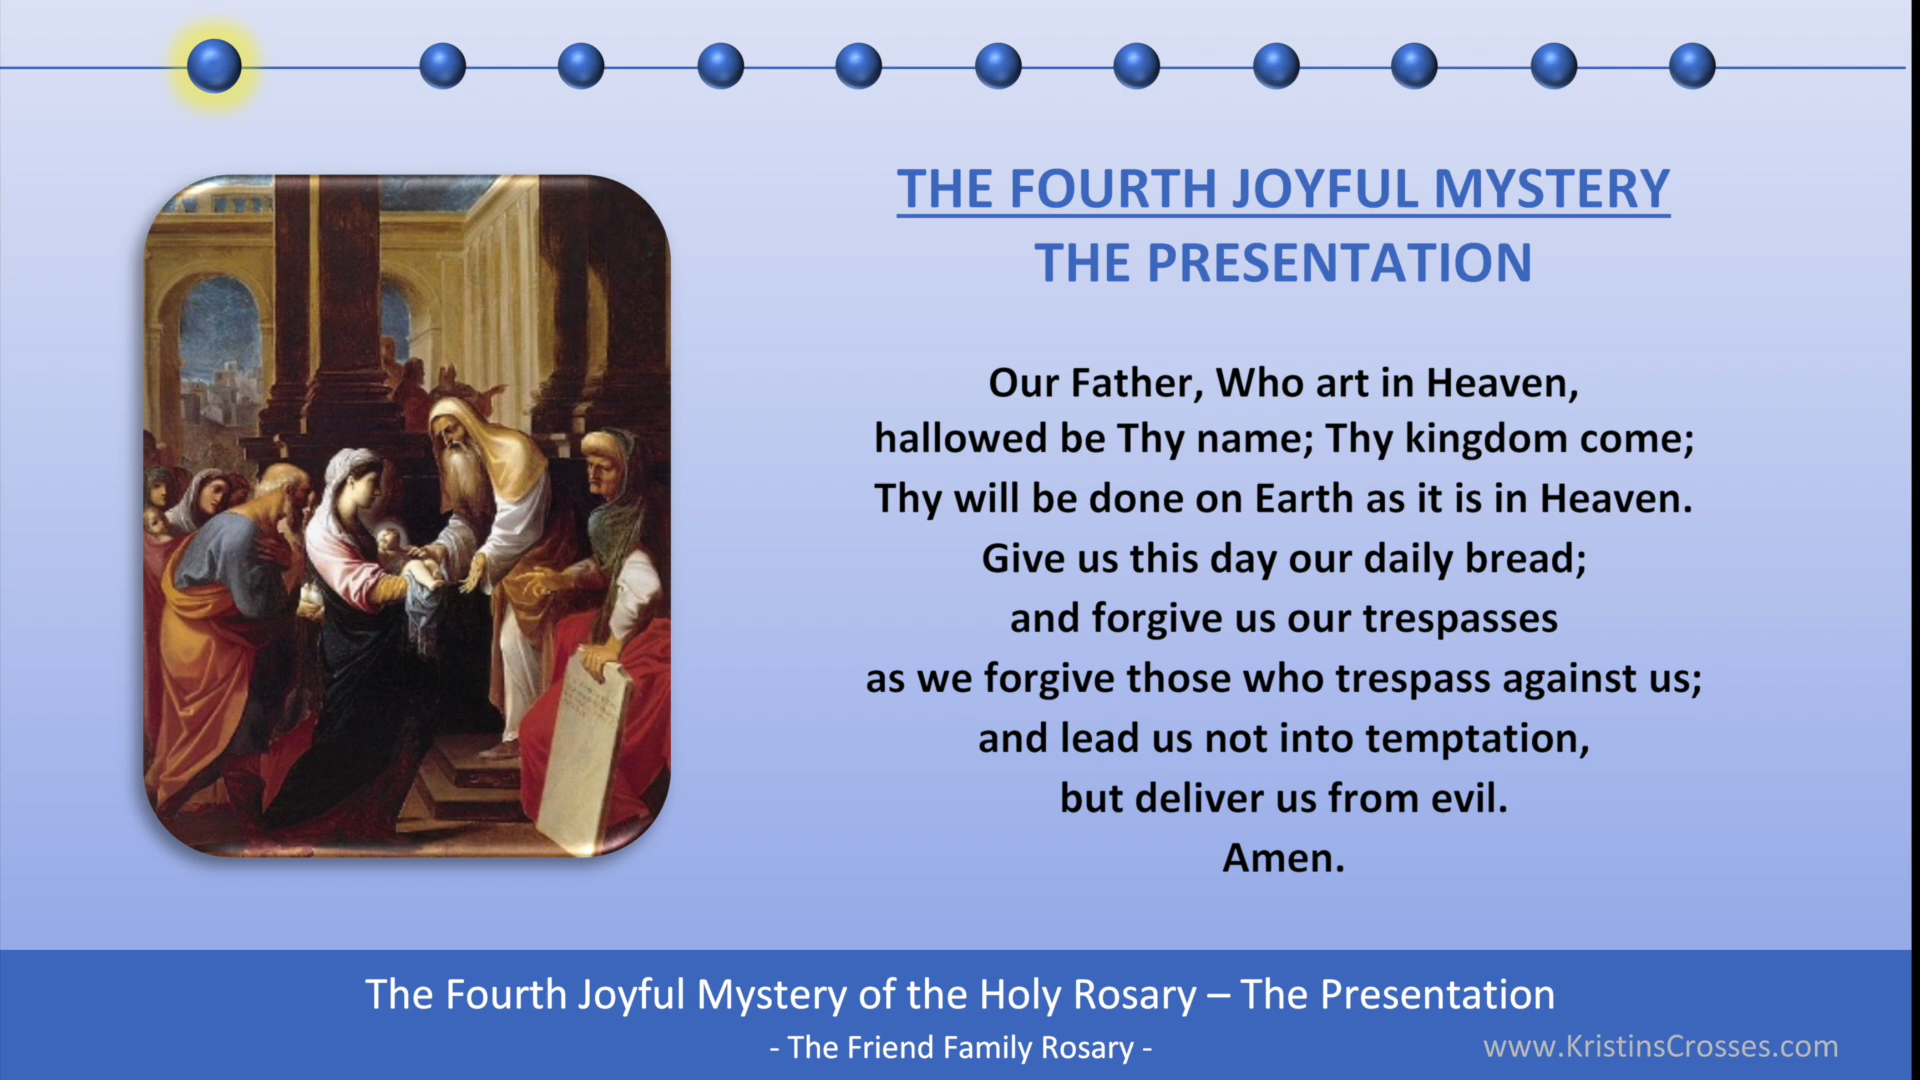 THE FOURTH JOYFUL MYSTERY
THE PRESENTATION
Our Father, Who art in Heaven,
hallowed be Thy name; Thy kingdom come;
Thy will be done on Earth as it is in Heaven.
Give us this day our daily bread;
and forgive us our trespasses
as we forgive those who trespass against us;
and lead us not into temptation,
but deliver us from evil.
Amen.
The Fourth Joyful Mystery of the Holy Rosary – The Presentation
- The Friend Family Rosary -
www.KristinsCrosses.com